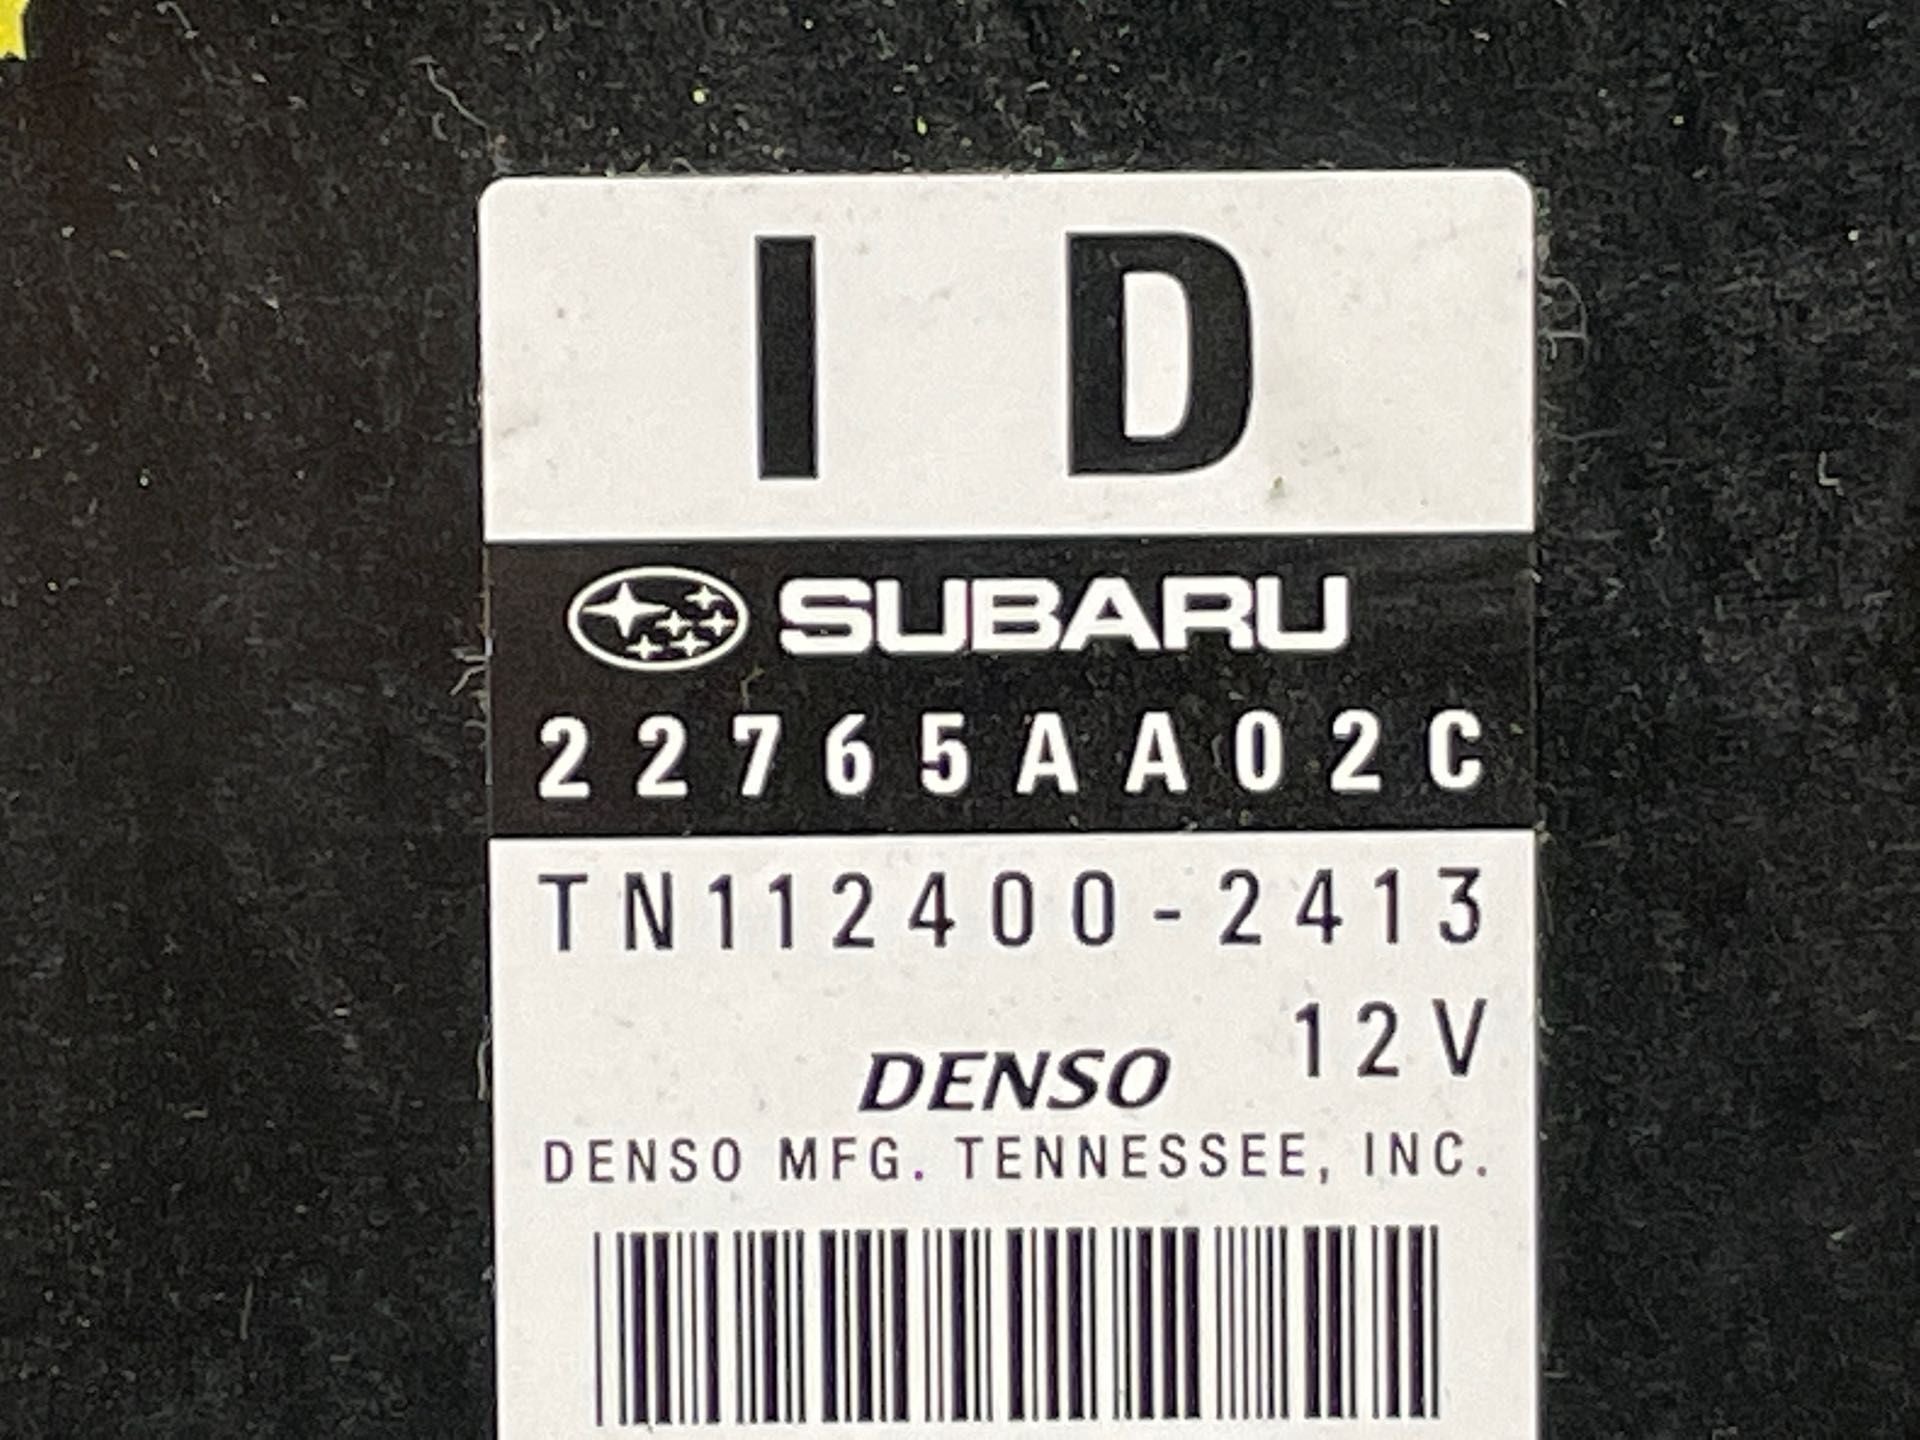 I D
SUBARU
22765AA02C
TN112400-2413
12V
DENSO
DENSO MFG. TENNESSEE, INC.